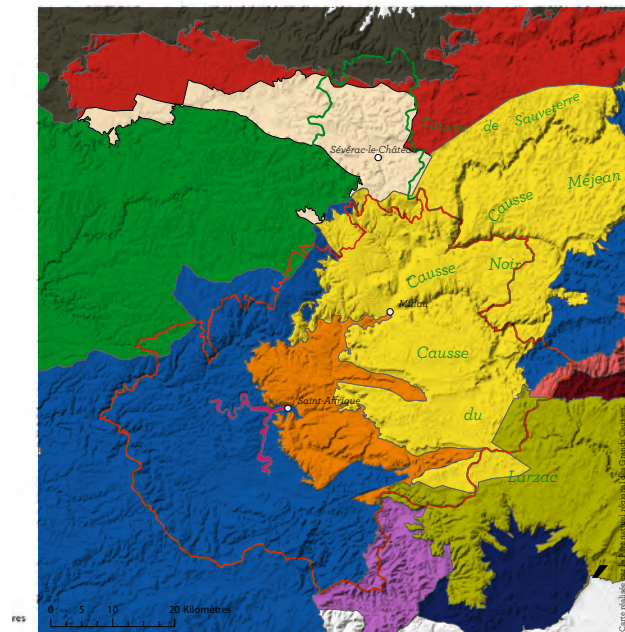 Causse de Sauveterre
Sévérac-le-Château
Causse Méjean
Causse Noir
Millau
Causse
Saint-Affrique
du
Larzac
res
0 5 10 20 Kilomètres